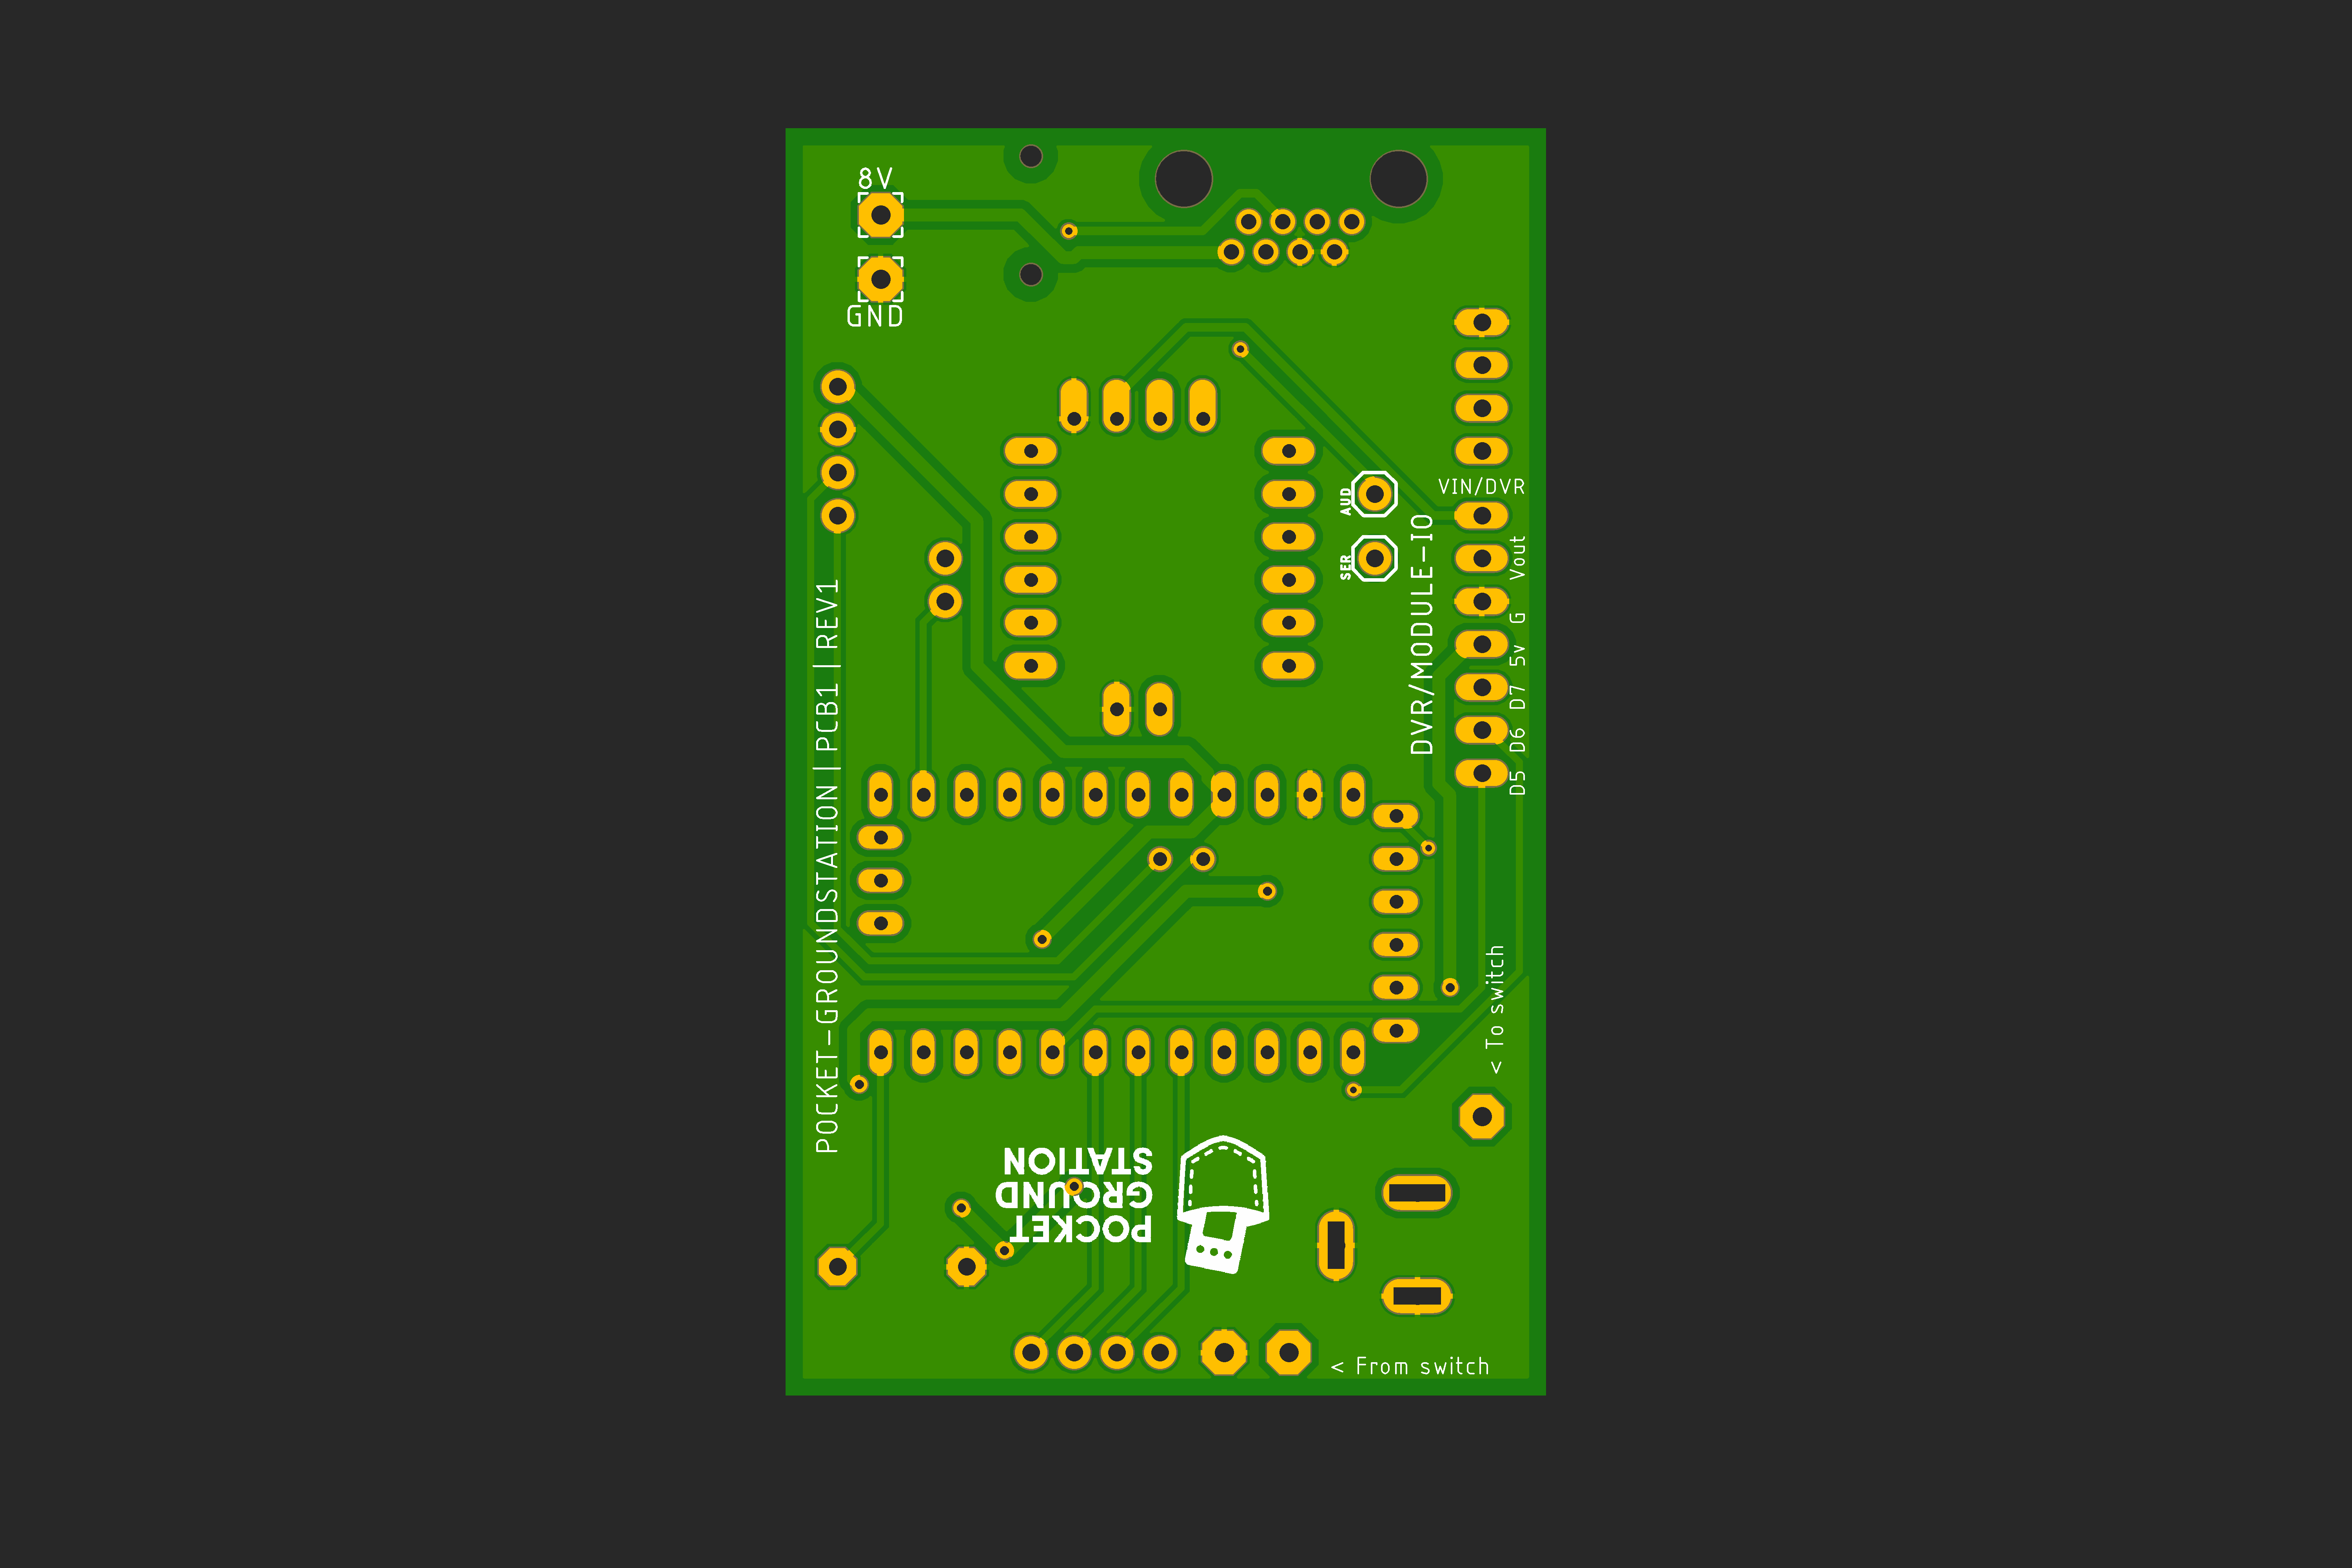 8V
GND
VIN/DVR
AUD
SER
DVR/MODULE-IO
D5 D6 D7 5v G Vout
POCKET-GROUNDSTATION | PCB1 | REV1
< To switch
POCKET
GROUND
STATION
< From switch